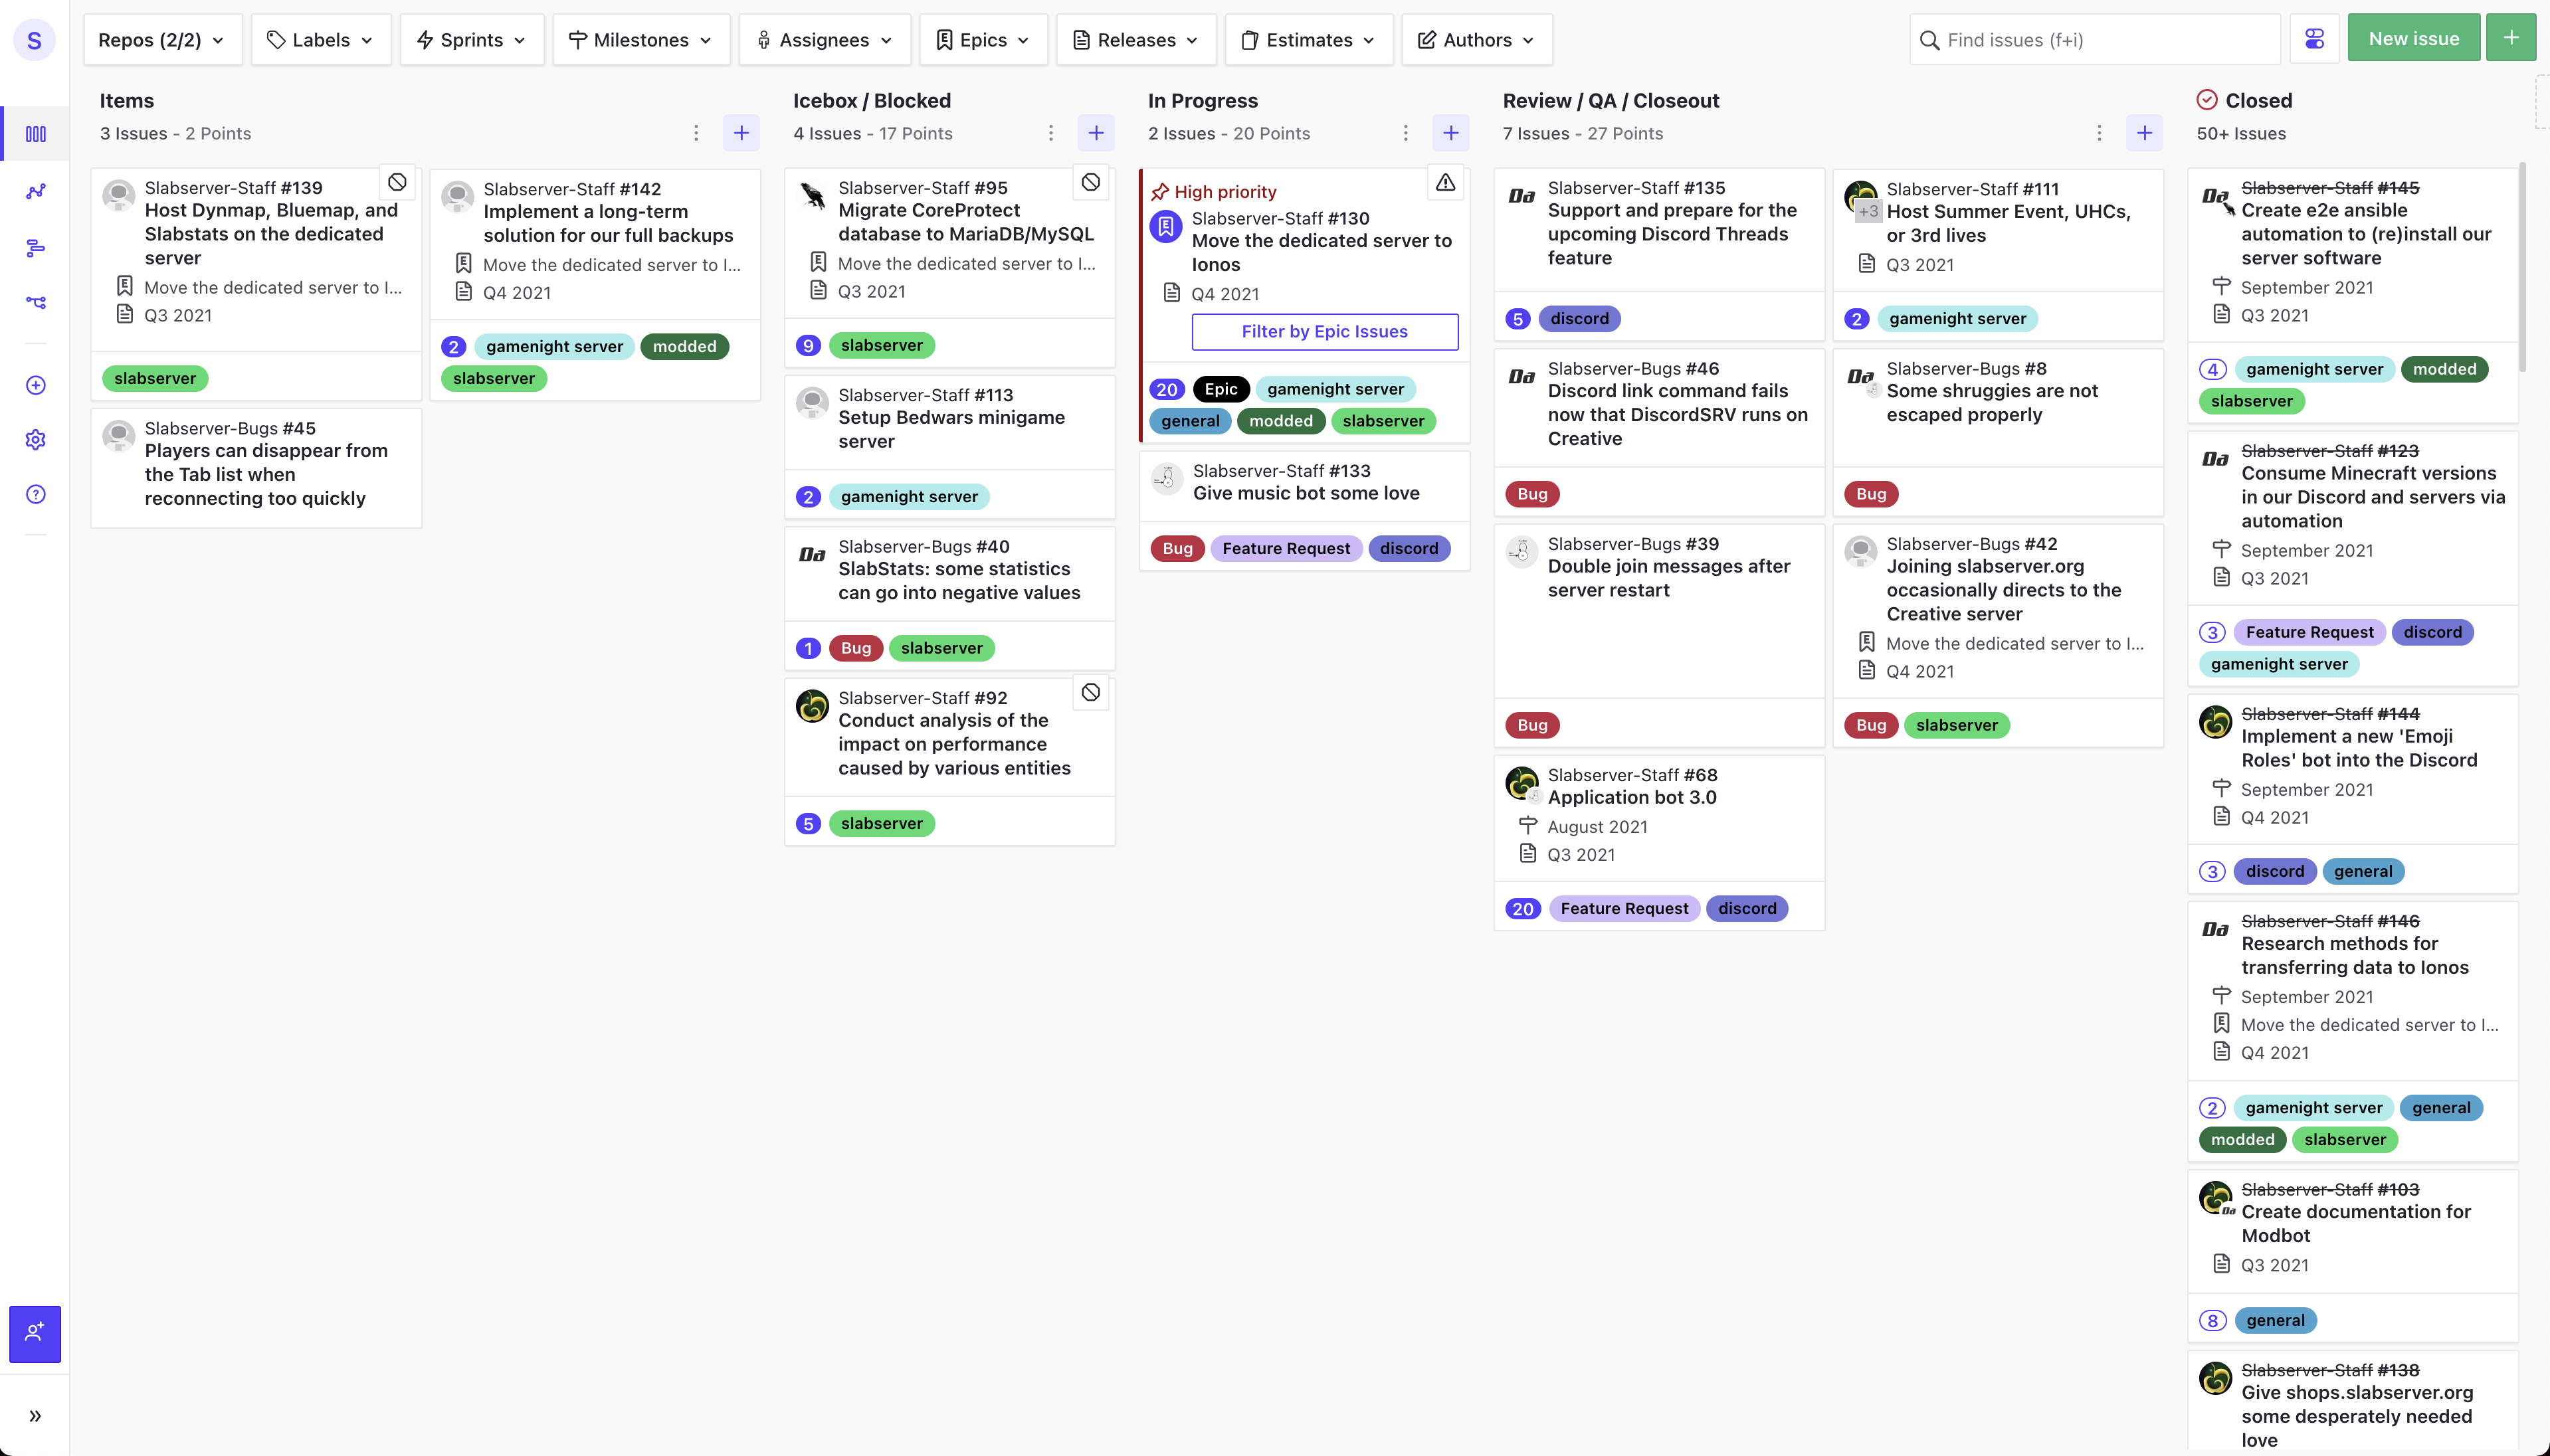 S
Repos (2/2)
Labels
Sprints
Milestones
Assignees
Epics
Releases
Estimates
Authors
Find issues (f+i)
New issue
Items
3 Issues - 2 Points
Slabserver-Staff #139
Host Dynmap, Bluemap, and
Slabstats on the dedicated
server
Move the dedicated server to I...
Q3 2021
slabserver
Slabserver-Bugs #45
Players can disappear from
the Tab list when
reconnecting too quickly
Slabserver-Staff #142
Implement a long-term
solution for our full backups
Move the dedicated server to I...
Q4 2021
2 gamenight server modded
slabserver
Icebox / Blocked
4 Issues - 17 Points
Slabserver-Staff #95
Migrate CoreProtect
database to MariaDB/MySQL
Move the dedicated server to I...
Q3 2021
9 slabserver
Slabserver-Staff #113
Setup Bedwars minigame
server
2 gamenight server
Da
Slabserver-Bugs #40
SlabStats: some statistics
can go into negative values
1 Bug slabserver
Slabserver-Staff #92
Conduct analysis of the
impact on performance
caused by various entities
5 slabserver
In Progress
2 Issues - 20 Points
High priority
Slabserver-Staff #130
Move the dedicated server to
Ionos
Q4 2021
Filter by Epic Issues
20 Epic gamenight server
general modded slabserver
Slabserver-Staff #133
Give music bot some love
Bug Feature Request discord
Review / QA / Closeout
7 Issues - 27 Points
Da
Slabserver-Staff #135
Support and prepare for the
upcoming Discord Threads
feature
5 discord
Da
Slabserver-Bugs #46
Discord link command fails
now that DiscordSRV runs on
Creative
Bug
Slabserver-Bugs #39
Double join messages after
server restart
Bug
Slabserver-Staff #68
Application bot 3.0
August 2021
Q3 2021
20 Feature Request discord
+3
Slabserver-Staff #111
Host Summer Event, UHCs,
or 3rd lives
Q3 2021
2 gamenight server
Da
Slabserver-Bugs #8
Some shruggies are not
escaped properly
Bug
Slabserver-Bugs #42
Joining slabserver.org
occasionally directs to the
Creative server
Move the dedicated server to I...
Q4 2021
Bug slabserver
Closed
50+ Issues
Da
Slabserver-Staff #145
Create e2e ansible
automation to (re)install our
server software
September 2021
Q3 2021
4 gamenight server modded
slabserver
Da
Slabserver-Staff #123
Consume Minecraft versions
in our Discord and servers via
automation
September 2021
Q3 2021
3 Feature Request discord
gamenight server
Slabserver-Staff #144
Implement a new 'Emoji
Roles' bot into the Discord
September 2021
Q4 2021
3 discord general
Da
Slabserver-Staff #146
Research methods for
transferring data to Ionos
September 2021
Move the dedicated server to I...
Q4 2021
2 gamenight server general
modded slabserver
Da
Slabserver-Staff #103
Create documentation for
Modbot
Q3 2021
8 general
Slabserver-Staff #138
Give shops.slabserver.org
some desperately needed
love